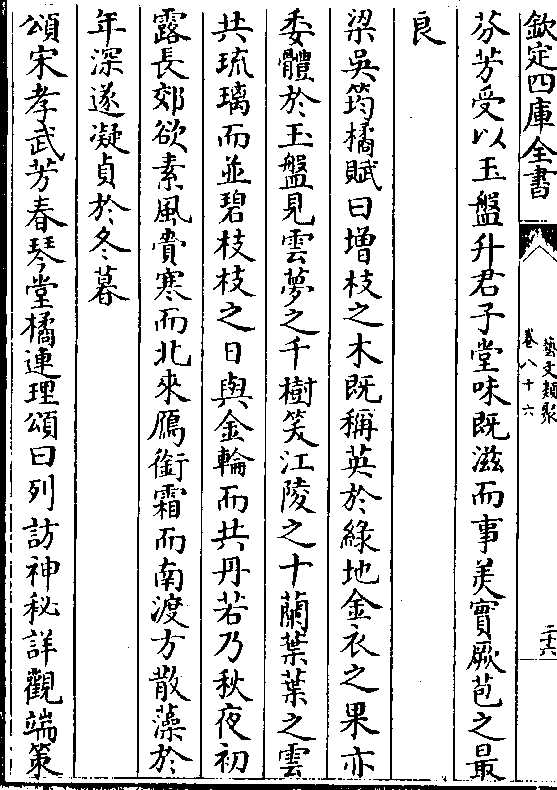 欽定四庫全書
藝文類聚
卷八十六
二十六
芬芳受以玉盤升君子堂味既滋而事美實厥苞之最
良
梁吳筠橘賦曰增枝之木既稱英於綠地金衣之果亦
委體於玉盤見雲夢之千樹笑江陵之十蘭葉葉之雲
共琉璃而並碧枝枝之日與金輪而共丹若乃秋夜初
露長郊欲素風賫寒而北來鴈銜霜而南渡方散藻於
年深遂凝貞於冬暮
頌宋孝武芳春琴堂橘連理頌曰列訪神秘詳觀端策